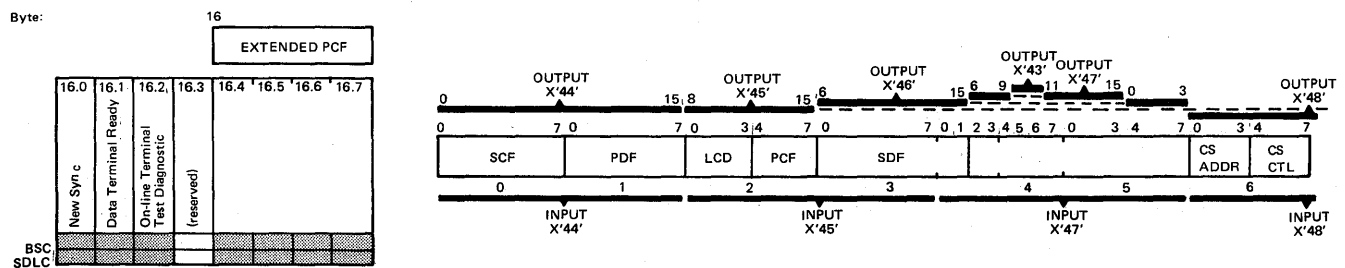 Byte: 16
EXTENDED PCF
16.0 16.1 16.2 16.3 16.4 16.5 16.6 16.7
New Sync
Data Terminal Ready
On-line Terminal
Test Diagnostic
(reserved)
BSC
SDLC
OUTPUT X'44'
OUTPUT X'45'
OUTPUT X'46'
OUTPUT X'43'
OUTPUT X'47'
OUTPUT X'48'
0 15 8 15 6 15 6 9 11 15 0 3
0 7 0 7 0 3 4 7 0 7 0 1 2 3 4 5 6 7 0 3 4 7 0 3 4 7
SCF PDF LCD PCF SDF CS ADDR CS CTL
0 1 2 3 4 5 6
INPUT X'44'
INPUT X'45'
INPUT X'47'
INPUT X'48'